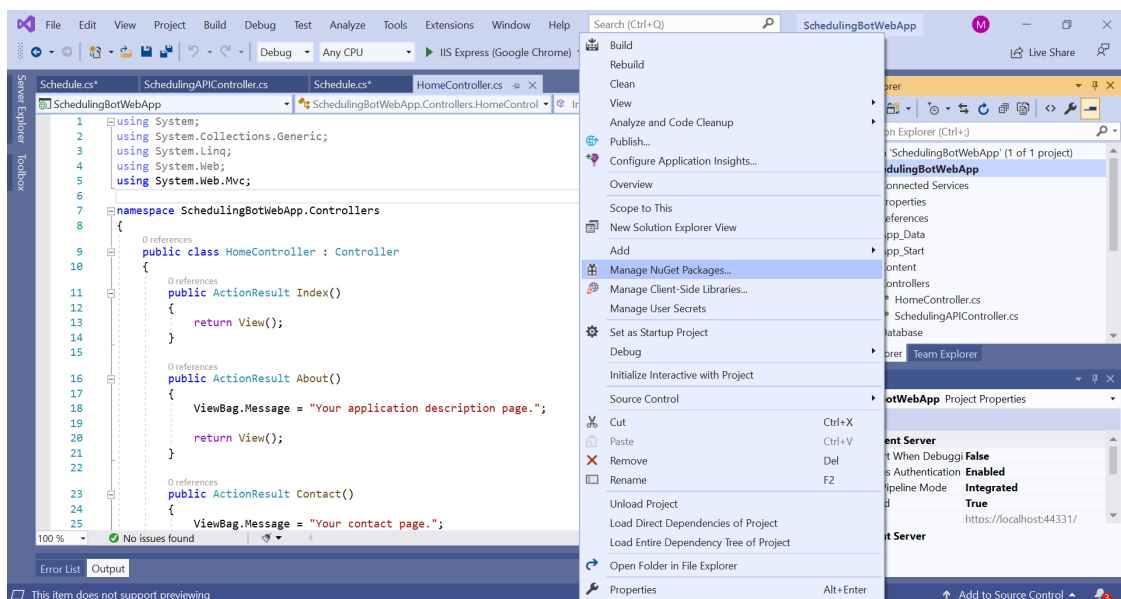 File Edit View Project Build Debug Test Analyze Tools Extensions Window Help Search (Ctrl+Q) SchedulingBotWebApp M
Debug Any CPU IIS Express (Google Chrome) Live Share
Server Explorer
Toolbox
Schedule.cs* SchedulingAPIController.cs Schedule.cs* HomeController.cs
SchedulingBotWebApp SchedulingBotWebApp.Controllers.HomeControl
1 using System;
2 using System.Collections.Generic;
3 using System.Linq;
4 using System.Web;
5 using System.Web.Mvc;
6
7 namespace SchedulingBotWebApp.Controllers
8 {
0 references
9 public class HomeController : Controller
10 {
0 references
11 public ActionResult Index()
12 {
13 return View();
14 }
15
0 references
16 public ActionResult About()
17 {
18 ViewBag.Message = "Your application description page.";
19
20 return View();
21 }
22
0 references
23 public ActionResult Contact()
24 {
25 ViewBag.Message = "Your contact page.";
100 % No issues found
Error List Output
This item does not support previewing
Build
Rebuild
Clean
View
Analyze and Code Cleanup
Publish...
Configure Application Insights...
Overview
Scope to This
New Solution Explorer View
Add
Manage NuGet Packages...
Manage Client-Side Libraries...
Manage User Secrets
Set as Startup Project
Debug
Initialize Interactive with Project
Source Control
Cut Ctrl+X
Paste Ctrl+V
Remove Del
Rename F2
Unload Project
Load Direct Dependencies of Project
Load Entire Dependency Tree of Project
Open Folder in File Explorer
Properties Alt+Enter
orer
on Explorer (Ctrl+;)
'SchedulingBotWebApp' (1 of 1 project)
edulingBotWebApp
onnected Services
roperties
eferences
pp_Data
pp_Start
ontent
ontrollers
HomeController.cs
SchedulingAPIController.cs
atabase
orer Team Explorer
otWebApp Project Properties
ent Server
t When Debuggi False
s Authentication Enabled
ipeline Mode Integrated
d True
https://localhost:44331/
nt Server
Add to Source Control 3